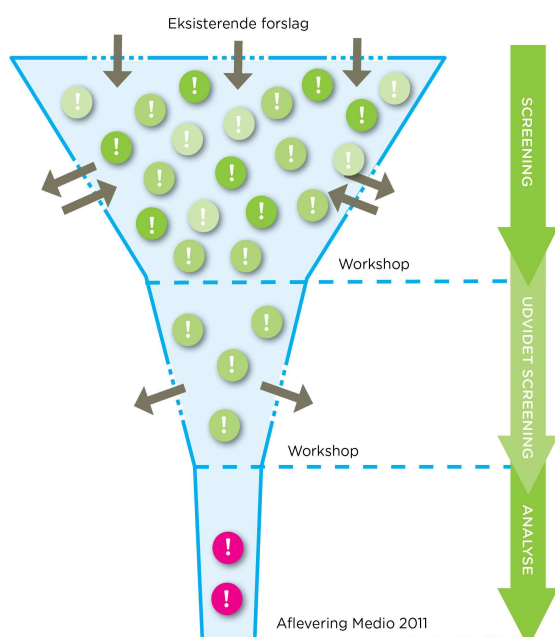 Eksisterende forslag
SCREENING
Workshop
UDVIDET SCREENING
Workshop
ANALYSE
Aflevering Medio 2011